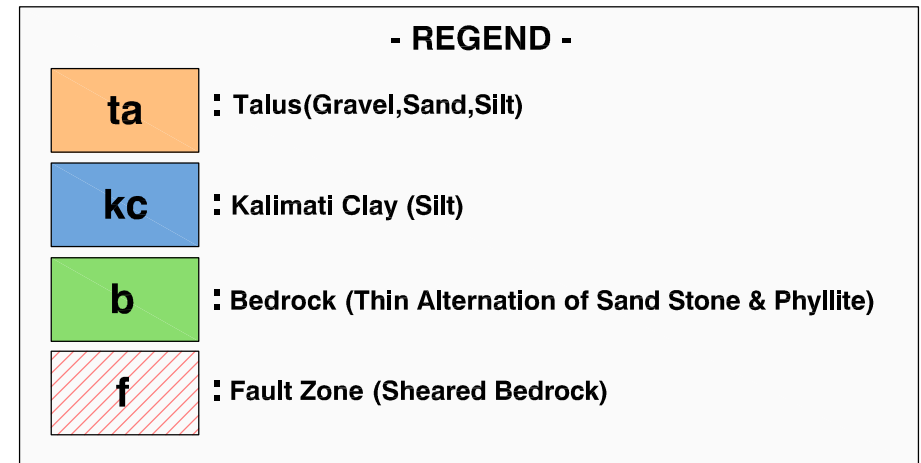 - REGEND -
ta : Talus(Gravel,Sand,Silt)
kc : Kalimati Clay (Silt)
b : Bedrock (Thin Alternation of Sand Stone & Phyllite)
f : Fault Zone (Sheared Bedrock)